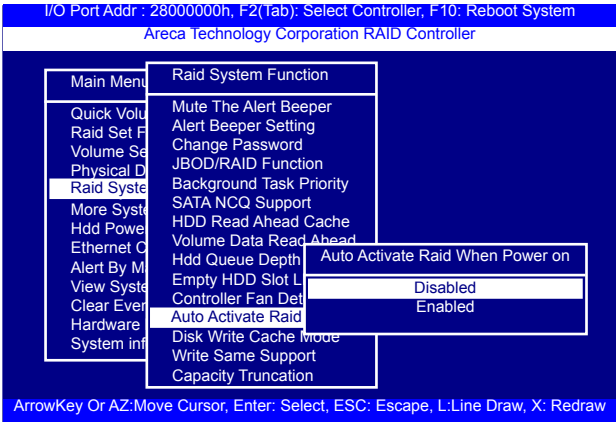 I/O Port Addr : 28000000h, F2(Tab): Select Controller, F10: Reboot System
Areca Technology Corporation RAID Controller
Main Menu
Quick Volu
Raid Set F
Volume Se
Physical D
Raid Syste
More Syste
Hdd Powe
Ethernet C
Alert By M
View Syste
Clear Even
Hardware
System inf
Raid System Function
Mute The Alert Beeper
Alert Beeper Setting
Change Password
JBOD/RAID Function
Background Task Priority
SATA NCQ Support
HDD Read Ahead Cache
Volume Data Read Ahead
Hdd Queue Depth
Empty HDD Slot L
Controller Fan Det
Auto Activate Raid
Disk Write Cache Mode
Write Same Support
Capacity Truncation
Auto Activate Raid When Power on
Disabled
Enabled
ArrowKey Or AZ:Move Cursor, Enter: Select, ESC: Escape, L:Line Draw, X: Redraw